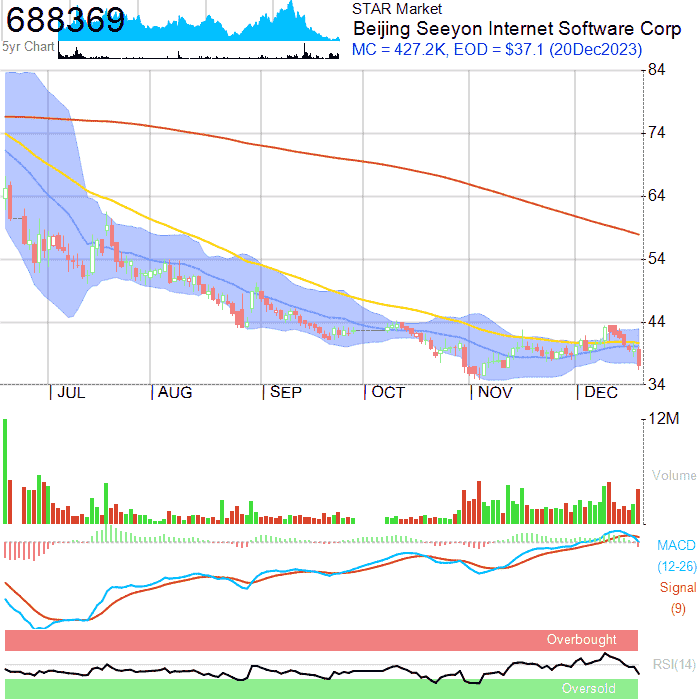 688369
5yr Chart
STAR Market
Beijing Seeyon Internet Software Corp
MC = 427.2K, EOD = $37.1 (20Dec2023)
84
74
64
54
44
34
JUL
AUG
SEP
OCT
NOV
DEC
12M
Volume
MACD
(12-26)
Signal
(9)
Overbought
RSI(14)
Oversold